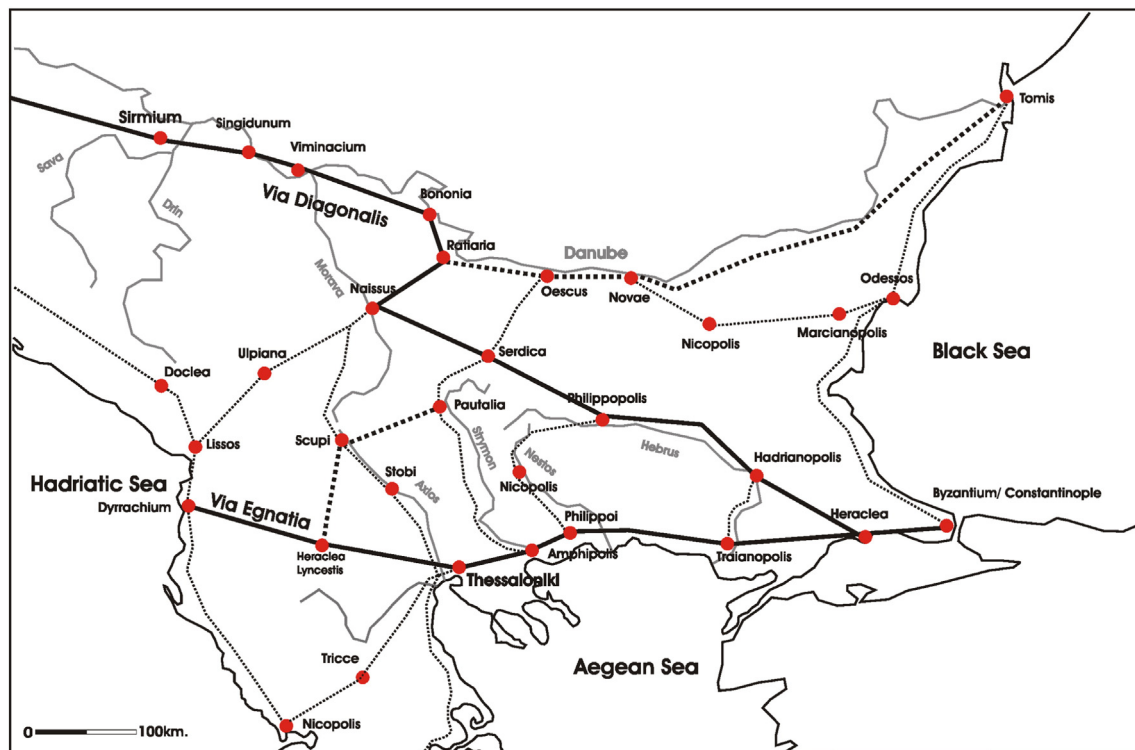 Tomis
Sirmium
Singidunum
Viminacium
Sava
Drin
Via Diagonalis
Bononia
Ratiaria
Danube
Morava
Naissus
Oescus
Novae
Odessos
Nicopolis
Marcianopolis
Black Sea
Serdica
Ulpiana
Doclea
Philippopolis
Pautalia
Strymon
Scupi
Lissos
Hebrus
Nestos
Hadrianopolis
Stobi
Axios
Nicopolis
Hadriatic Sea
Dyrrachium
Via Egnatia
Byzantium/ Constantinople
Heraclea
Philippoi
Heraclea
Lyncestis
Amphipolis
Traianopolis
Thessaloniki
Tricce
Aegean Sea
Nicopolis
0 100km.